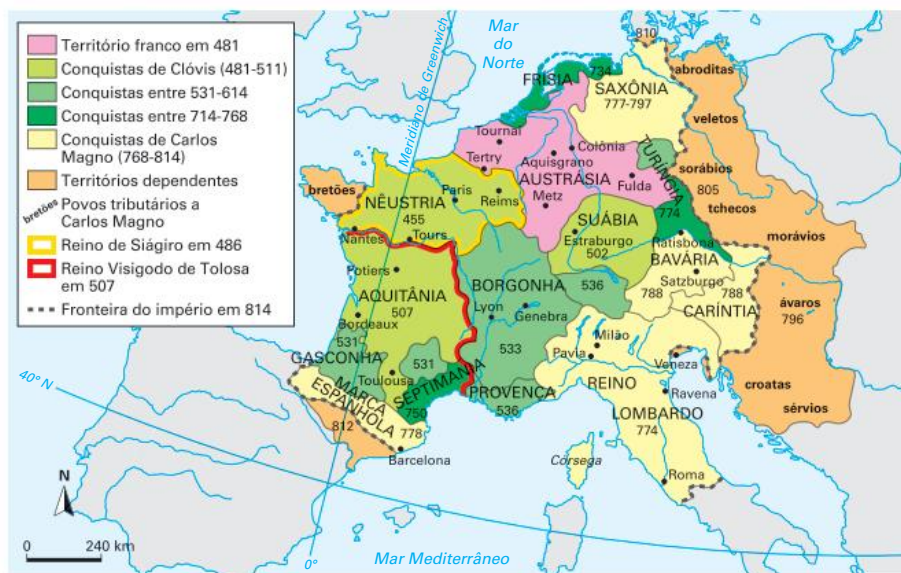 Território franco em 481
Conquistas de Clóvis (481-511)
Conquistas entre 531-614
Conquistas entre 714-768
Conquistas de Carlos
Magno (768-814)
Territórios dependentes
bretões
Povos tributários a
Carlos Magno
Reino de Siágiro em 486
Reino Visigodo de Tolosa
em 507
Fronteira do império em 814
Mar
do
Norte
Meridiano de Greenwich
810
FRISIA
734
SAXÔNIA
777-797
abroditas
veletos
sorábios
805
tchecos
morávios
ávaros
796
croatas
sérvios
Tournal
Colônia
Tertry
Aquisgrano
AUSTRÁSIA
Metz
Fulda
TURÍNGIA
774
bretões
Paris
Reims
NÊUSTRIA
455
Nantes
Tours
SUÁBIA
Estraburgo
502
Ratisbona
BAVÁRIA
Satzburgo
788
788
CARÍNTIA
Potiers
AQUITÂNIA
507
Bordeaux
531
BORGONHA
536
Lyon
Genebra
533
GASCONHA
531
Toulouse
SEPTIMANIA
750
PROVENÇA
536
Milão
Pavia
Veneza
REINO
Ravena
LOMBARDO
774
Roma
MARCA
ESPANHOLA
812
778
Barcelona
Córsega
40° N
N
0
240 km
0°
Mar Mediterrâneo